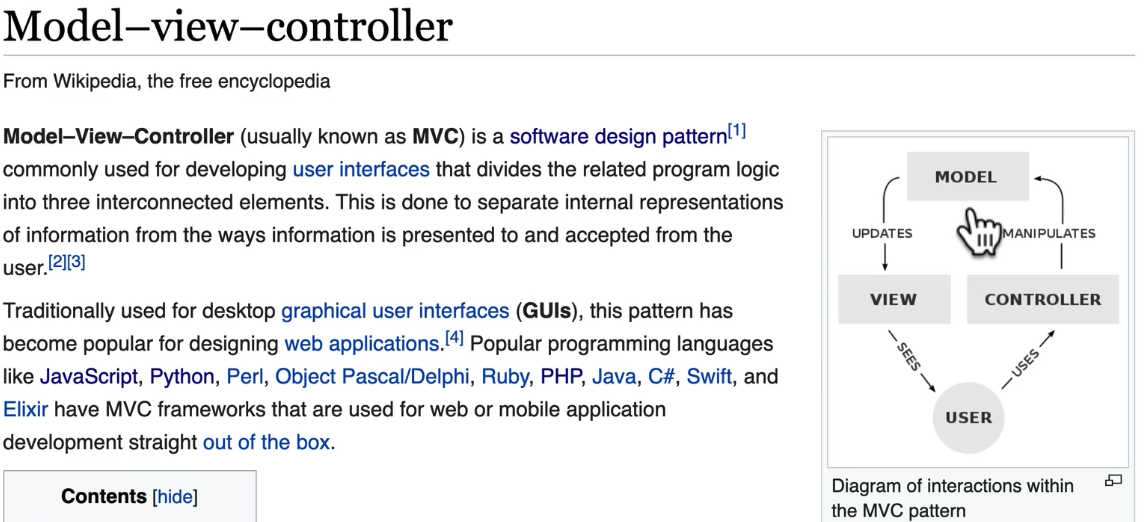 Model–view–controller
From Wikipedia, the free encyclopedia
Model–View–Controller (usually known as MVC) is a software design pattern[1]
commonly used for developing user interfaces that divides the related program logic
into three interconnected elements. This is done to separate internal representations
of information from the ways information is presented to and accepted from the
user.[2][3]
Traditionally used for desktop graphical user interfaces (GUIs), this pattern has
become popular for designing web applications.[4] Popular programming languages
like JavaScript, Python, Perl, Object Pascal/Delphi, Ruby, PHP, Java, C#, Swift, and
Elixir have MVC frameworks that are used for web or mobile application
development straight out of the box.
Contents [hide]
MODEL
UPDATES
MANIPULATES
VIEW
CONTROLLER
SEES
USES
USER
Diagram of interactions within
the MVC pattern